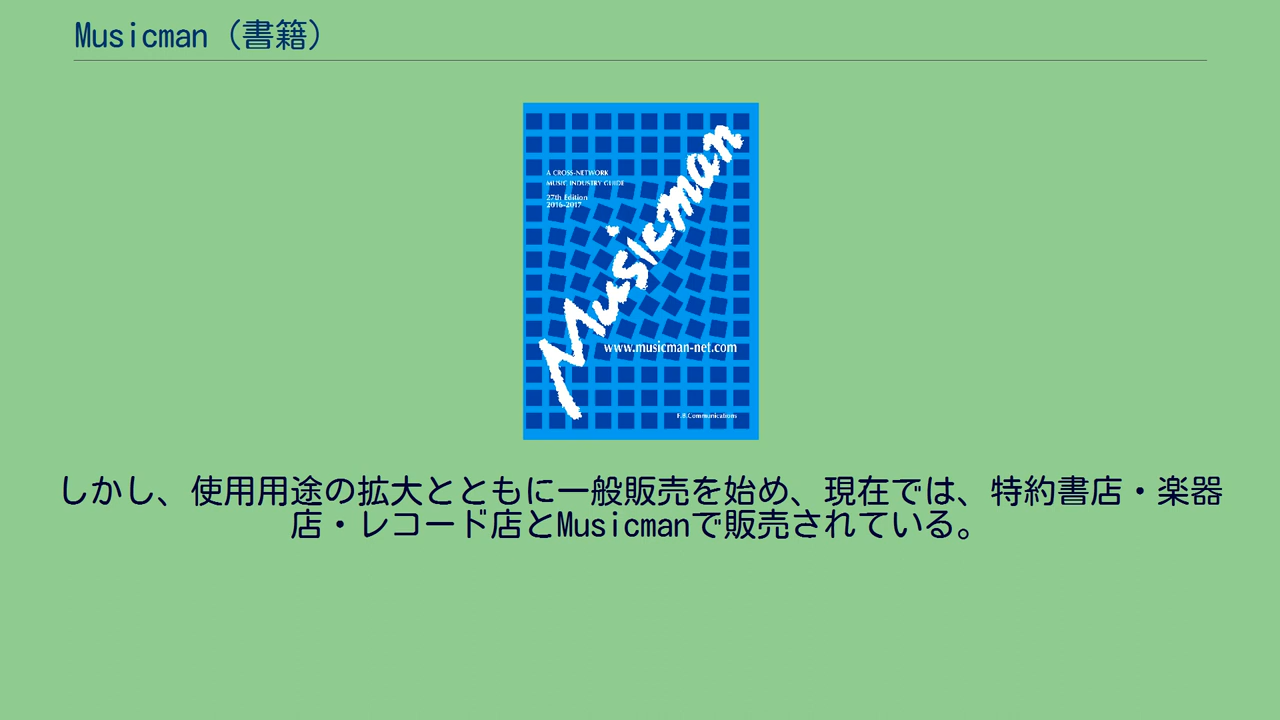 Musicman（書籍）
A CROSS-NETWORK
MUSIC INDUSTRY GUIDE
27th Edition
2016-2017
Musicman
www.musicman-net.com
F.B.Communications
しかし、使用用途の拡大とともに一般販売を始め、現在では、特約書店・楽器
店・レコード店とMusicmanで販売されている。